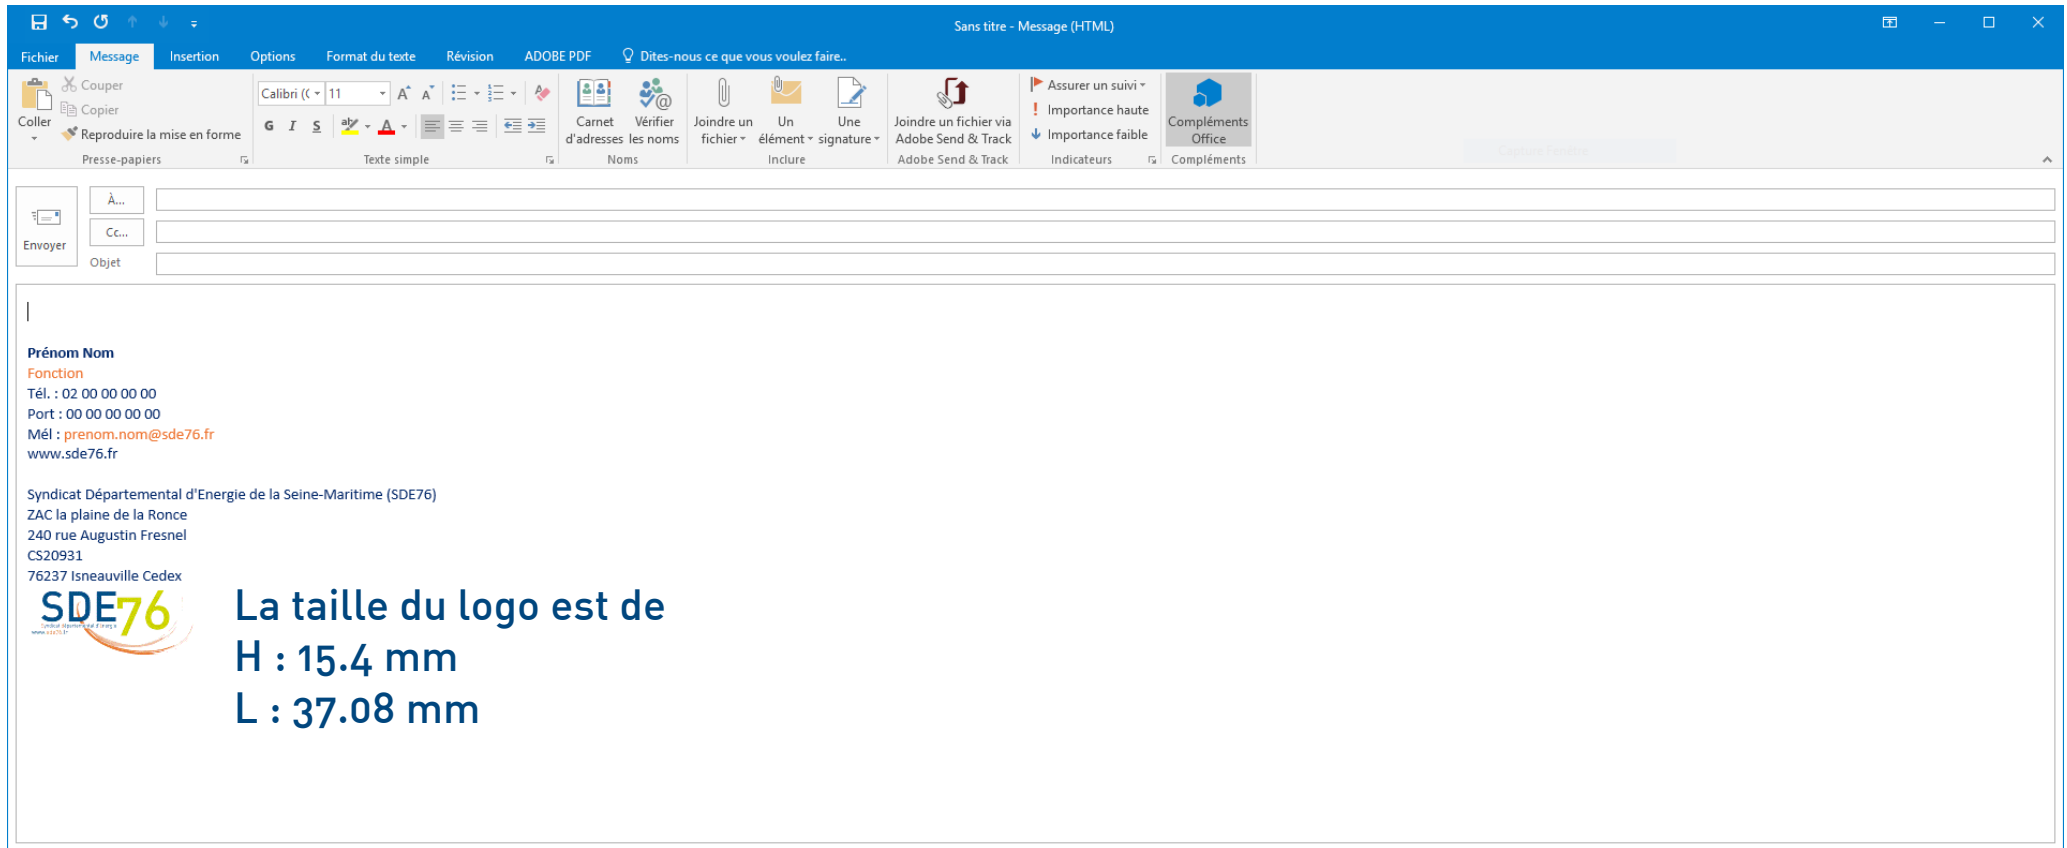 Sans titre - Message (HTML)
Fichier Message Insertion Options Format du texte Révision ADOBE PDF Dites-nous ce que vous voulez faire..
Coller
Couper
Copier
Reproduire la mise en forme
Presse-papiers
Calibri (C 11
G I S
Texte simple
Carnet d'adresses
Vérifier les noms
Noms
Joindre un fichier
Un élément
Une signature
Inclure
Joindre un fichier via
Adobe Send & Track
Adobe Send & Track
Assurer un suivi
Importance haute
Importance faible
Indicateurs
Compléments
Office
Compléments
Envoyer
À...
Cc...
Objet
Prénom Nom
Fonction
Tél. : 02 00 00 00 00
Port : 00 00 00 00 00
Mél : prenom.nom@sde76.fr
www.sde76.fr
Syndicat Départemental d'Energie de la Seine-Maritime (SDE76)
ZAC la plaine de la Ronce
240 rue Augustin Fresnel
CS20931
76237 Isneauville Cedex
SDE76
www.sde76.fr
La taille du logo est de
H : 15.4 mm
L : 37.08 mm